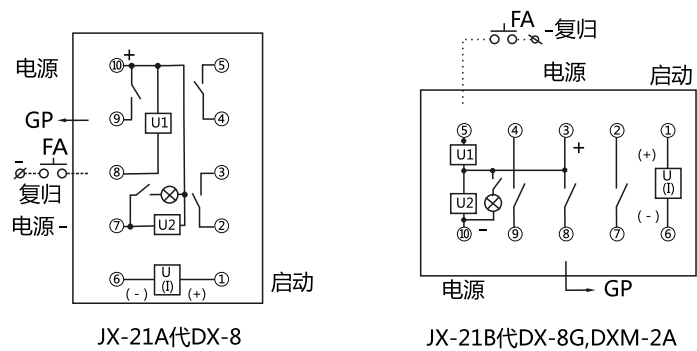 电源
+
⑩
⑤
GP
⑨
U1
④
FA
-
⑧
③
复归
电源-
⑦
U2
②
⑥
U
(I)
①
(-)
(+)
启动
JX-21A代DX-8
FA
-复归
电源
启动
⑤
④
③
②
①
U1
+
(+)
U
(I)
U2
(-)
⑩
-
⑨
⑧
⑦
⑥
电源
GP
JX-21B代DX-8G,DXM-2A